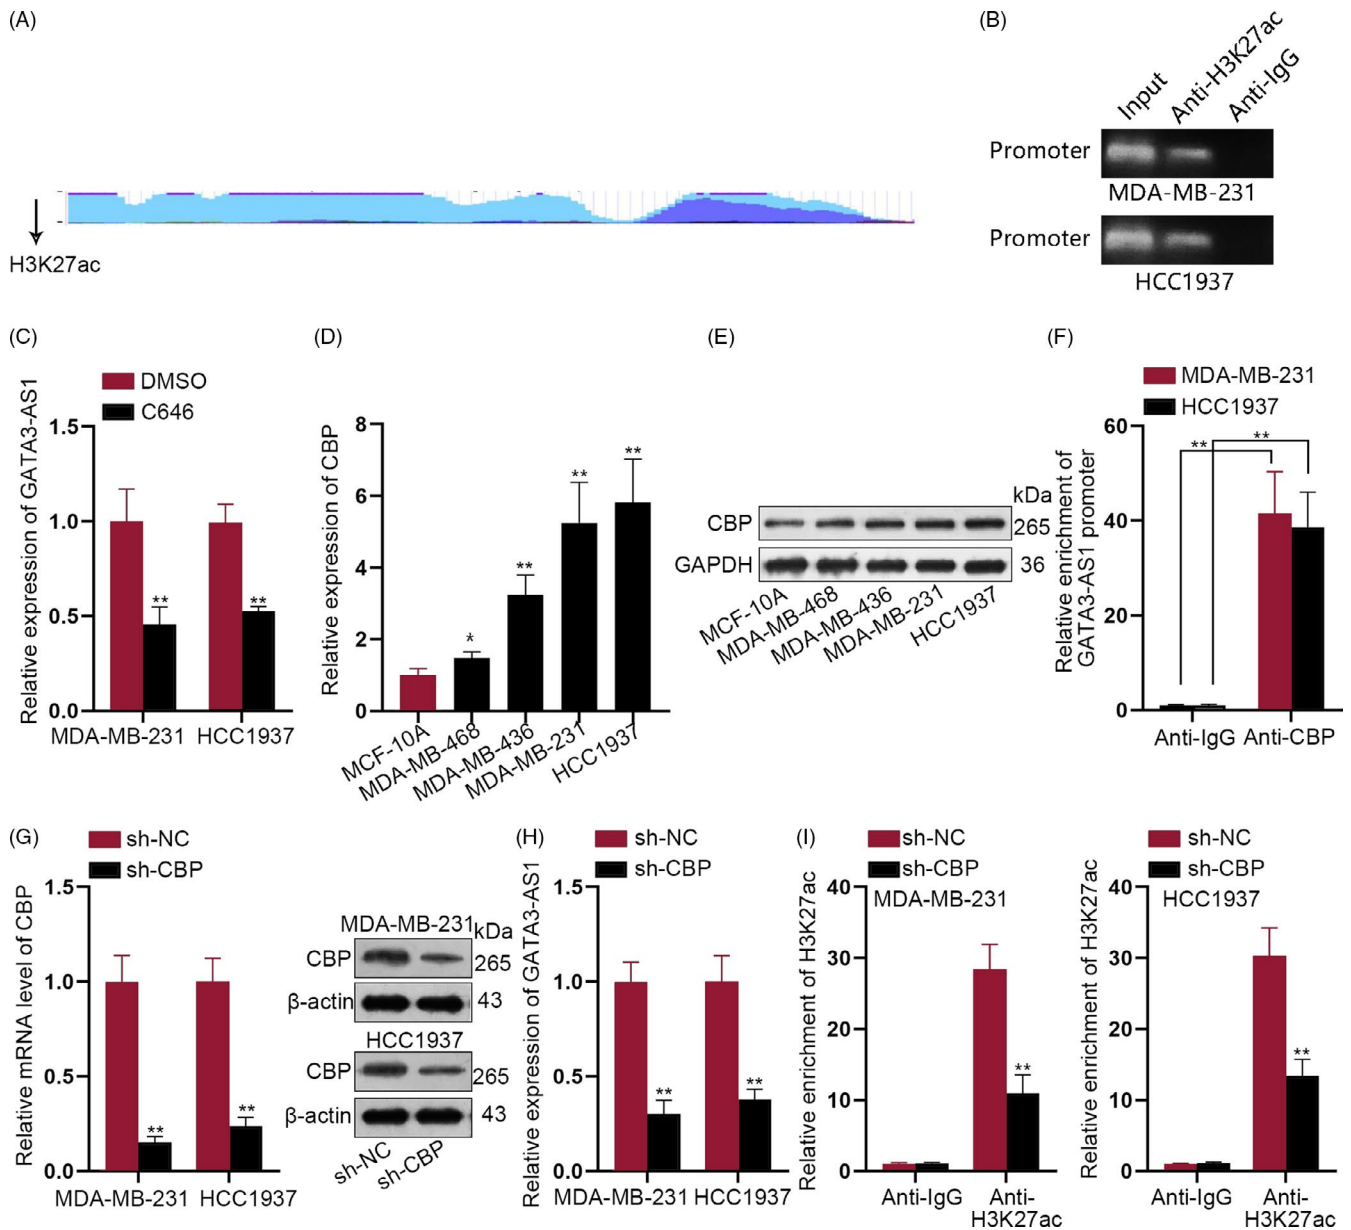 (A)
H3K27ac
(B)
Input
Anti-H3K27ac
Anti-IgG
Promoter
MDA-MB-231
Promoter
HCC1937
(C)
DMSO
C646
Relative expression of GATA3-AS1
1.5
1.0
0.5
0.0
**
**
MDA-MB-231 HCC1937
(D)
Relative expression of CBP
8
6
4
2
0
*
**
**
**
MCF-10A
MDA-MB-468
MDA-MB-436
MDA-MB-231
HCC1937
(E)
kDa
CBP 265
GAPDH 36
MCF-10A
MDA-MB-468
MDA-MB-436
MDA-MB-231
HCC1937
(F)
MDA-MB-231
HCC1937
Relative enrichment of
GATA3-AS1 promoter
60
40
20
0
**
**
Anti-IgG Anti-CBP
(G)
sh-NC
sh-CBP
Relative mRNA level of CBP
1.5
1.0
0.5
0.0
**
**
MDA-MB-231 HCC1937
MDA-MB-231
kDa
CBP 265
β-actin 43
HCC1937
CBP 265
β-actin 43
sh-NC
sh-CBP
(H)
sh-NC
sh-CBP
Relative expression of GATA3-AS1
1.5
1.0
0.5
0.0
**
**
MDA-MB-231 HCC1937
(I)
sh-NC
sh-CBP
MDA-MB-231
Relative enrichment of H3K27ac
40
30
20
10
0
**
Anti-IgG Anti-
H3K27ac
sh-NC
sh-CBP
HCC1937
Relative enrichment of H3K27ac
40
30
20
10
0
**
Anti-IgG Anti-
H3K27ac